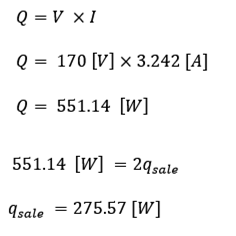 Q = V × I
Q = 170 [V] × 3.242 [A]
Q = 551.14 [W]
551.14 [W] = 2q_sale
q_sale = 275.57 [W]